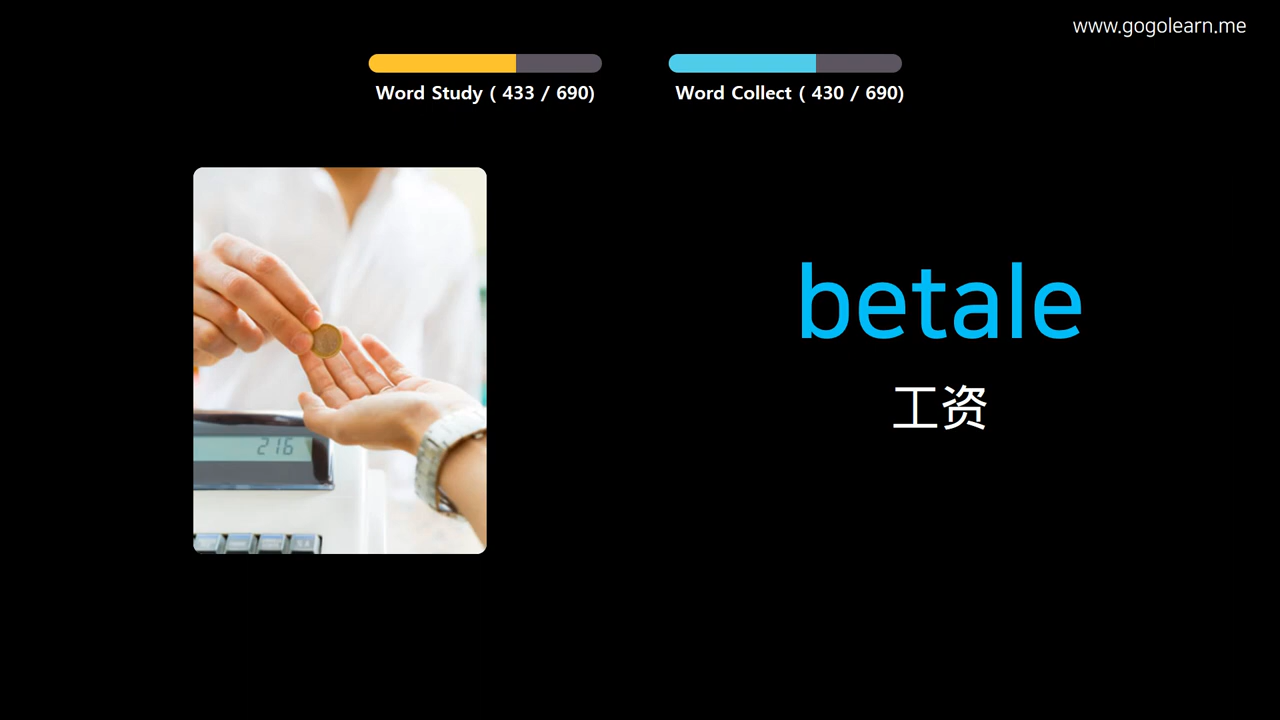 www.gogolearn.me
Word Study ( 433 / 690)
Word Collect ( 430 / 690)
betale
工资
216